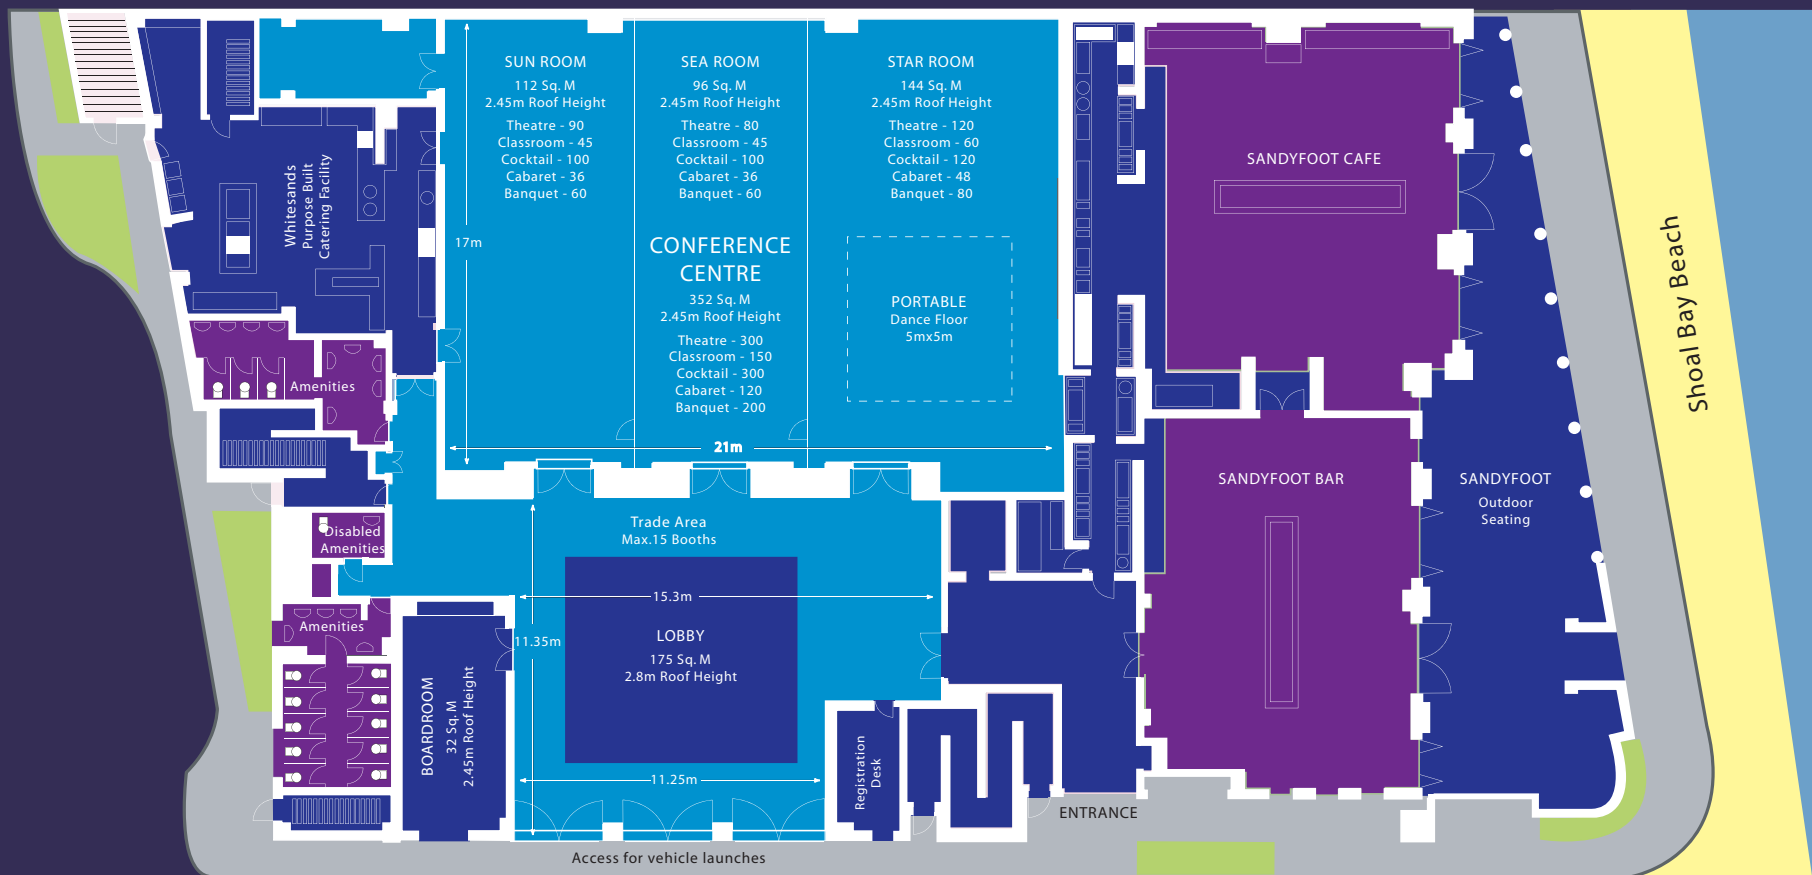 SUN ROOM
112 Sq. M
2.45m Roof Height
Theatre - 90
Classroom - 45
Cocktail - 100
Cabaret - 36
Banquet - 60
SEA ROOM
96 Sq. M
2.45m Roof Height
Theatre - 80
Classroom - 45
Cocktail - 100
Cabaret - 36
Banquet - 60
STAR ROOM
144 Sq. M
2.45m Roof Height
Theatre - 120
Classroom - 60
Cocktail - 120
Cabaret - 48
Banquet - 80
SANDYFOOT CAFE
Whitesands
Purpose Built
Catering Facility
17m
CONFERENCE
CENTRE
352 Sq. M
2.45m Roof Height
Theatre - 300
Classroom - 150
Cocktail - 300
Cabaret - 120
Banquet - 200
PORTABLE
Dance Floor
5mx5m
Shoal Bay Beach
Amenities
21m
SANDYFOOT BAR
SANDYFOOT
Outdoor
Seating
Disabled
Amenities
Trade Area
Max.15 Booths
15.3m
Amenities
11.35m
LOBBY
175 Sq. M
2.8m Roof Height
BOARDROOM
32 Sq. M
2.45m Roof Height
11.25m
Registration
Desk
ENTRANCE
Access for vehicle launches